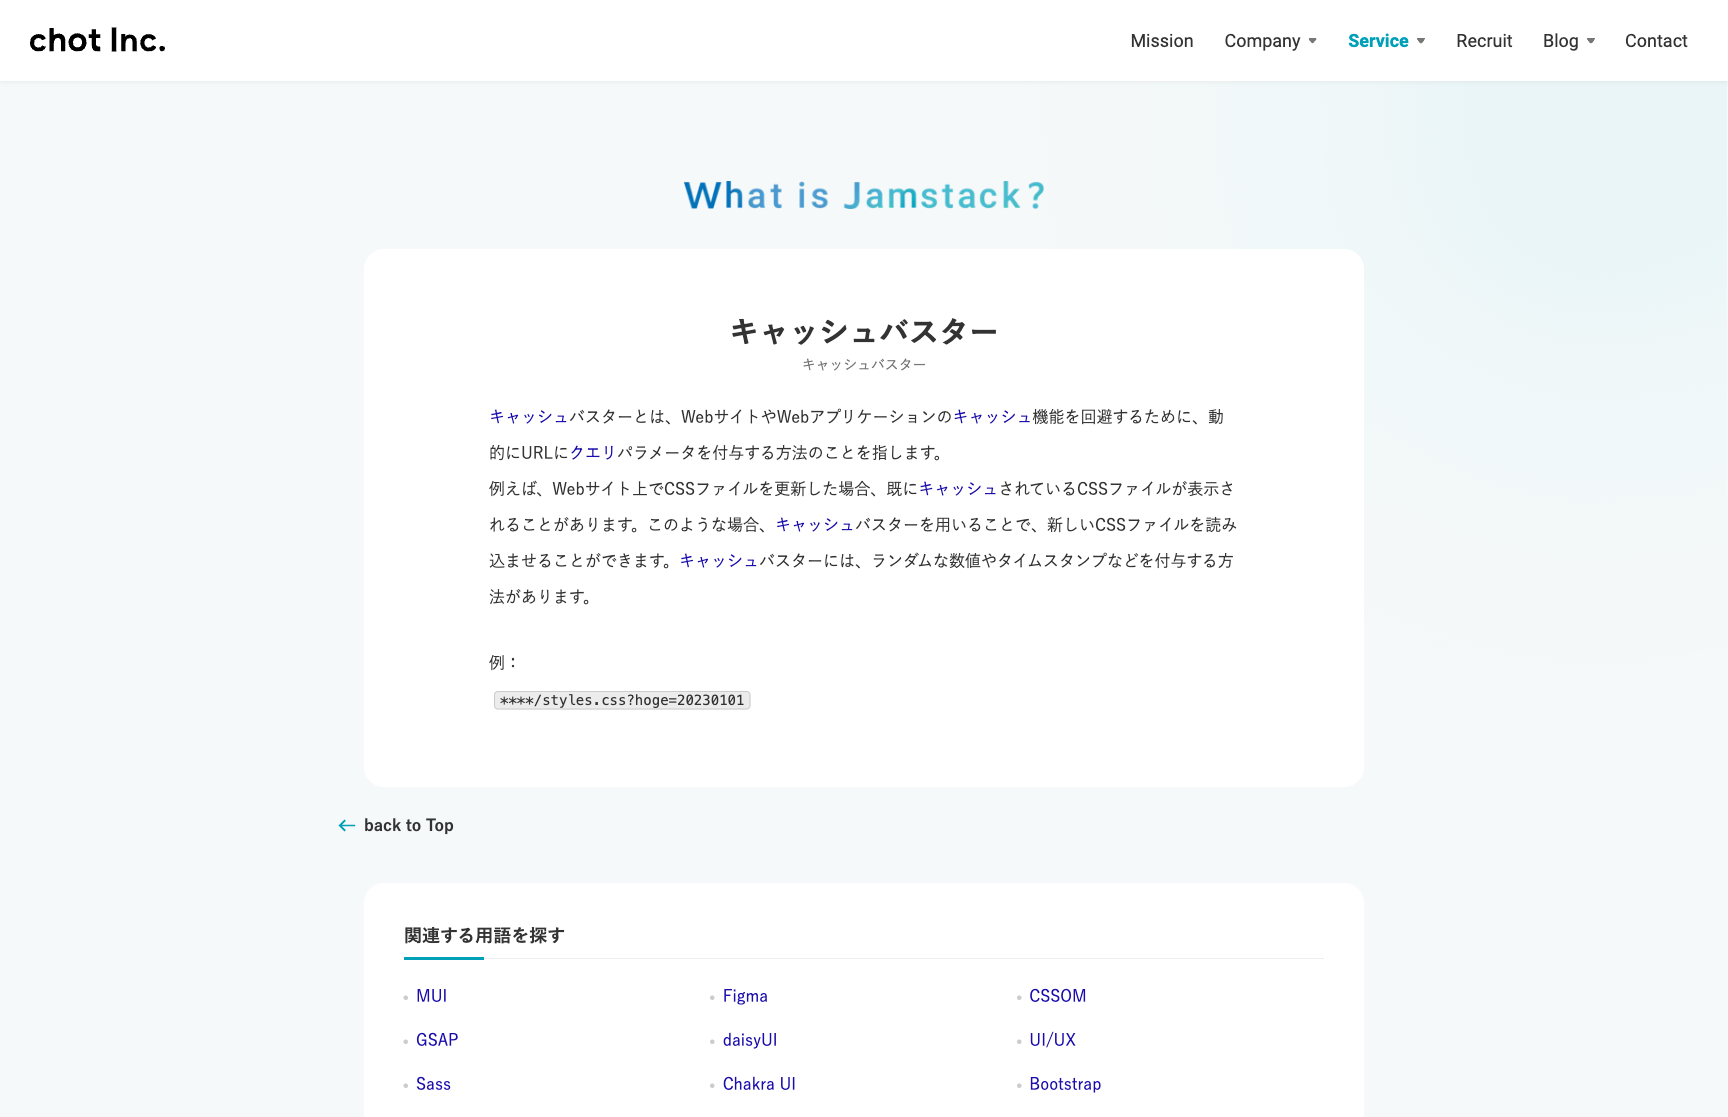 chot Inc.
Mission Company Service Recruit Blog Contact
What is Jamstack?
キャッシュバスター
キャッシュバスター
キャッシュバスターとは、WebサイトやWebアプリケーションのキャッシュ機能を回避するために、動
的にURLにクエリパラメータを付与する方法のことを指します。
例えば、Webサイト上でCSSファイルを更新した場合、既にキャッシュされているCSSファイルが表示さ
れることがあります。このような場合、キャッシュバスターを用いることで、新しいCSSファイルを読み
込ませることができます。キャッシュバスターには、ランダムな数値やタイムスタンプなどを付与する方
法があります。
例：
****/styles.css?hoge=20230101
back to Top
関連する用語を探す
MUI Figma CSSOM
GSAP daisyUI UI/UX
Sass Chakra UI Bootstrap